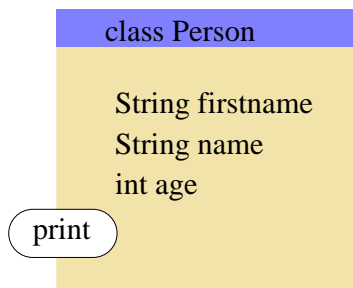 class Person
String firstname
String name
int age
print